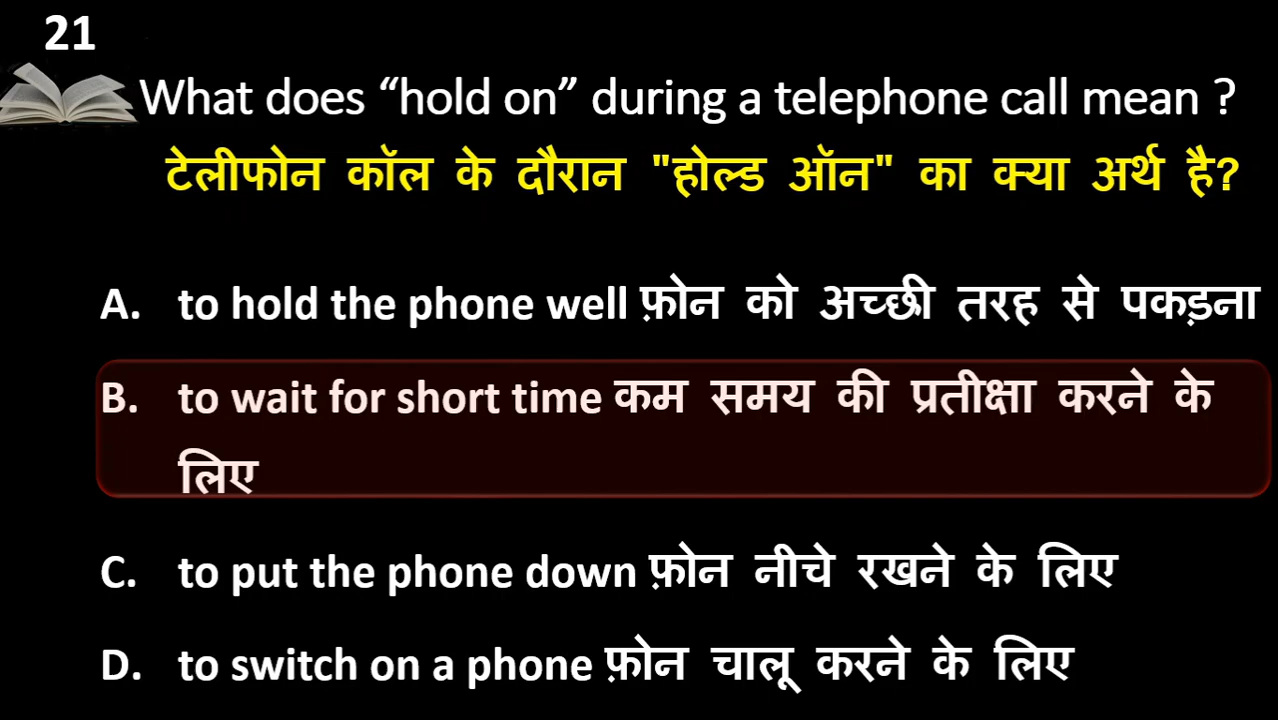 21
What does “hold on” during a telephone call mean ?
टेलीफोन कॉल के दौरान "होल्ड ऑन" का क्या अर्थ है?
A. to hold the phone well फ़ोन को अच्छी तरह से पकड़ना
B. to wait for short time कम समय की प्रतीक्षा करने के
लिए
C. to put the phone down फ़ोन नीचे रखने के लिए
D. to switch on a phone फ़ोन चालू करने के लिए